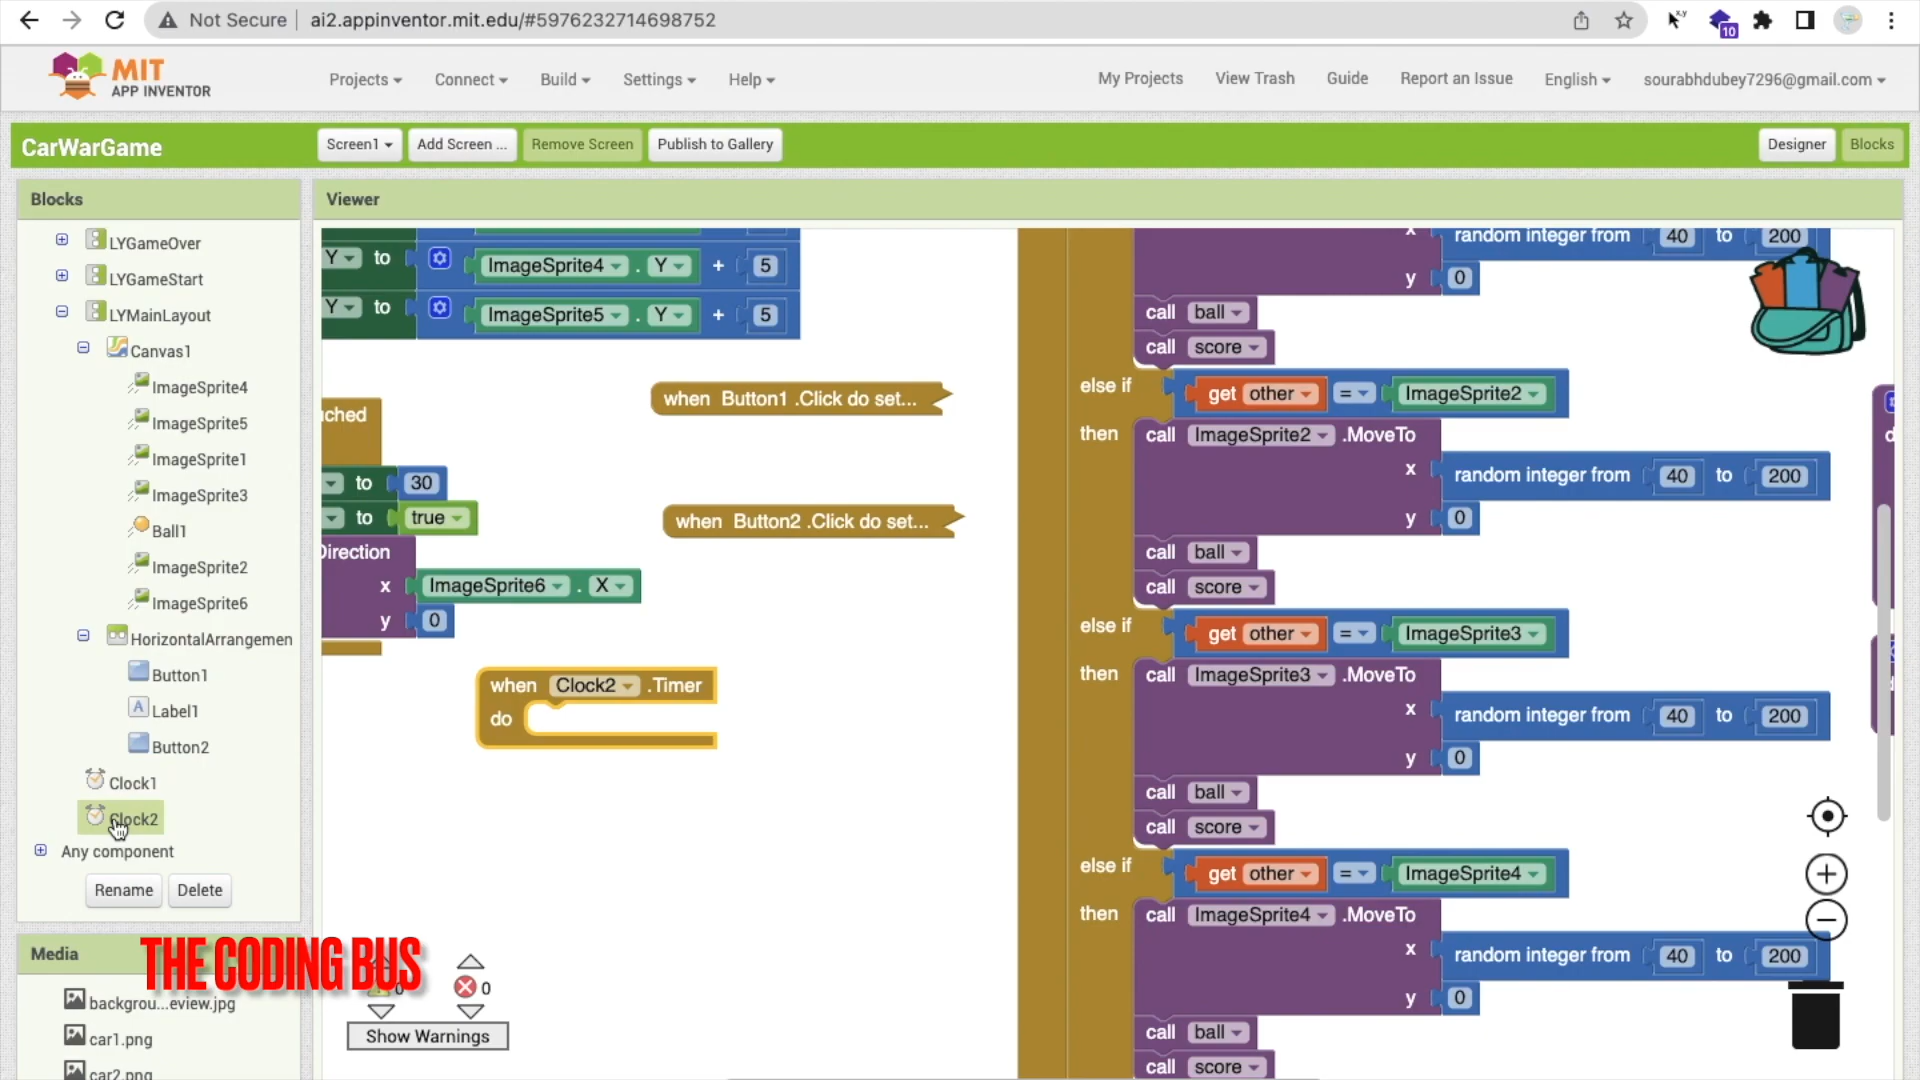 Not Secure
ai2.appinventor.mit.edu/#5976232714698752
10
MIT
APP INVENTOR
Projects
Connect
Build
Settings
Help
My Projects
View Trash
Guide
Report an Issue
English
sourabhdubey7296@gmail.com
CarWarGame
Screen1
Add Screen ...
Remove Screen
Publish to Gallery
Designer
Blocks
Blocks
Viewer
LYGameOver
LYGameStart
LYMainLayout
Canvas1
ImageSprite4
ImageSprite5
ImageSprite1
ImageSprite3
Ball1
ImageSprite2
ImageSprite6
HorizontalArrangemen
Button1
Label1
Button2
Clock1
Clock2
Any component
Rename
Delete
Media
backgrou...eview.jpg
car1.png
car2.png
THE CODING BUS
0
0
Show Warnings
Y to ImageSprite4 . Y + 5
Y to ImageSprite5 . Y + 5
when Button1 .Click do set...
when Button2 .Click do set...
to 30
to true
x ImageSprite6 . X
y 0
when Clock2 .Timer
do
x random integer from 40 to 200
y 0
call ball
call score
else if get other = ImageSprite2
then call ImageSprite2 .MoveTo
x random integer from 40 to 200
y 0
call ball
call score
else if get other = ImageSprite3
then call ImageSprite3 .MoveTo
x random integer from 40 to 200
y 0
call ball
call score
else if get other = ImageSprite4
then call ImageSprite4 .MoveTo
x random integer from 40 to 200
y 0
call ball
call score